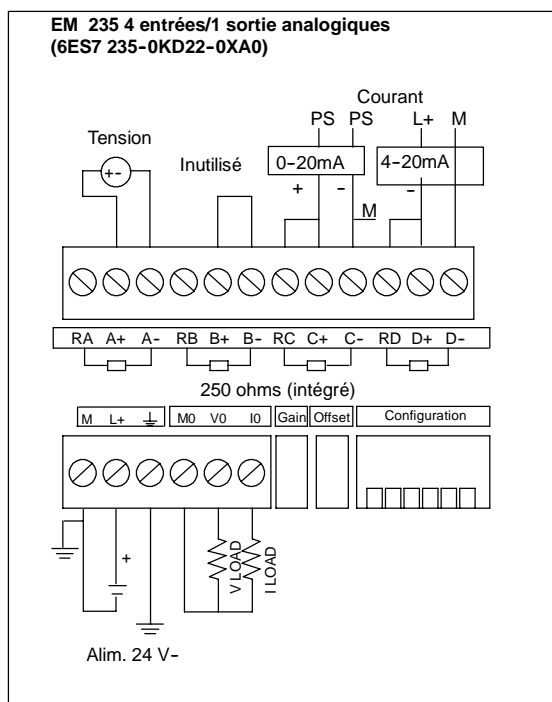 EM 235 4 entrées/1 sortie analogiques
(6ES7 235-0KD22-0XA0)
Courant
PS PS L+ M
Tension
Inutilisé
0-20mA 4-20mA
+-
+ - -
M
RA A+ A- RB B+ B- RC C+ C- RD D+ D-
250 ohms (intégré)
M L+ M0 V0 I0 Gain Offset Configuration
+
V LOAD
I LOAD
Alim. 24 V-